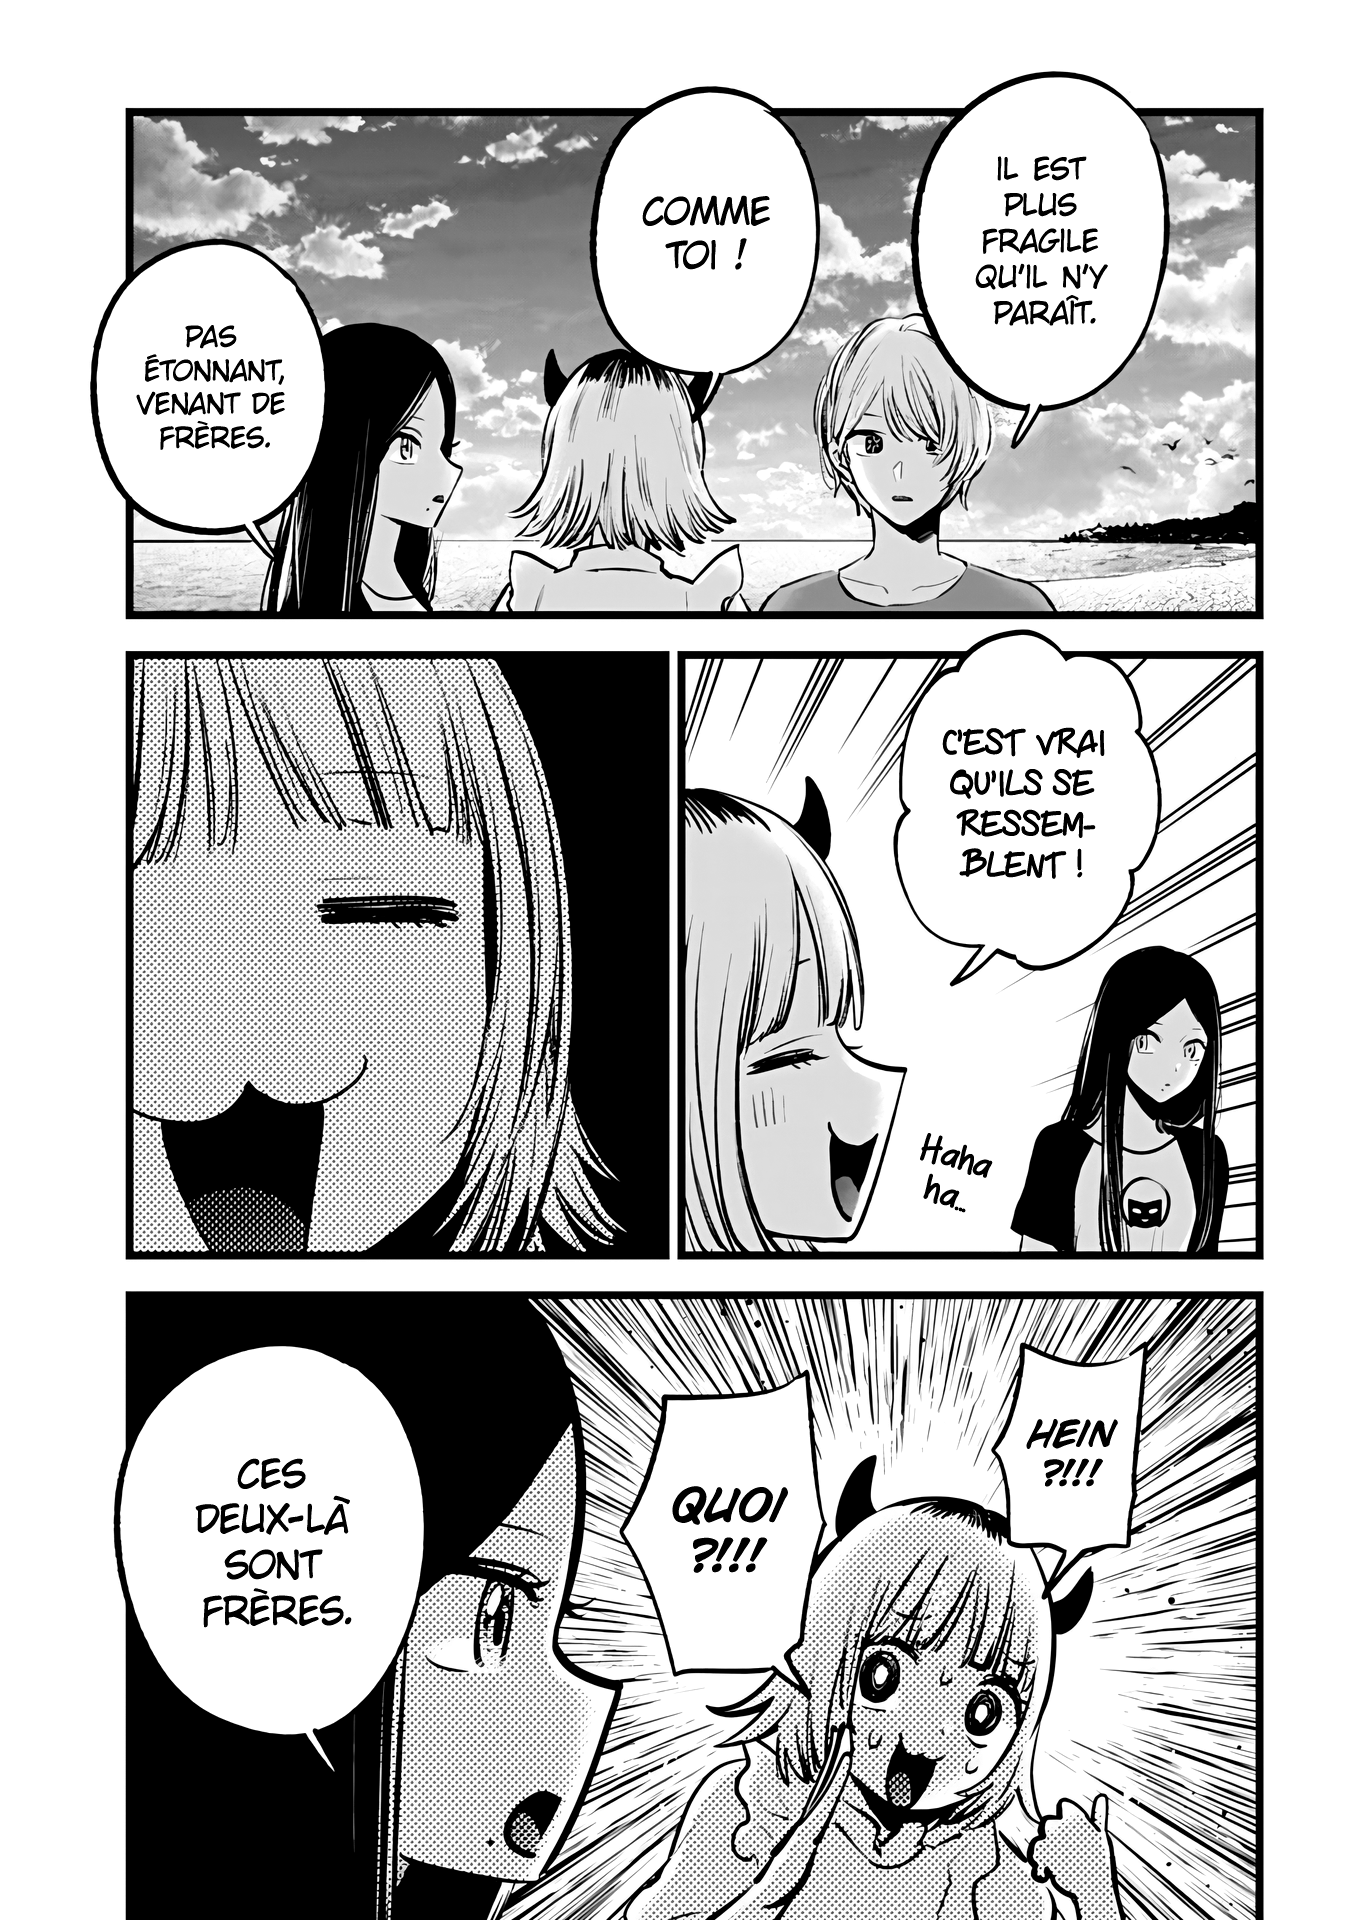 IL EST
PLUS
FRAGILE
QU'IL N'Y
PARAÎT.
COMME
TOI !
PAS
ÉTONNANT,
VENANT DE
FRÈRES.
C'EST VRAI
QU'ILS SE
RESSEM-
BLENT !
Haha
ha...
HEIN
?!!!
QUOI
?!!!
CES
DEUX-LÀ
SONT
FRÈRES.